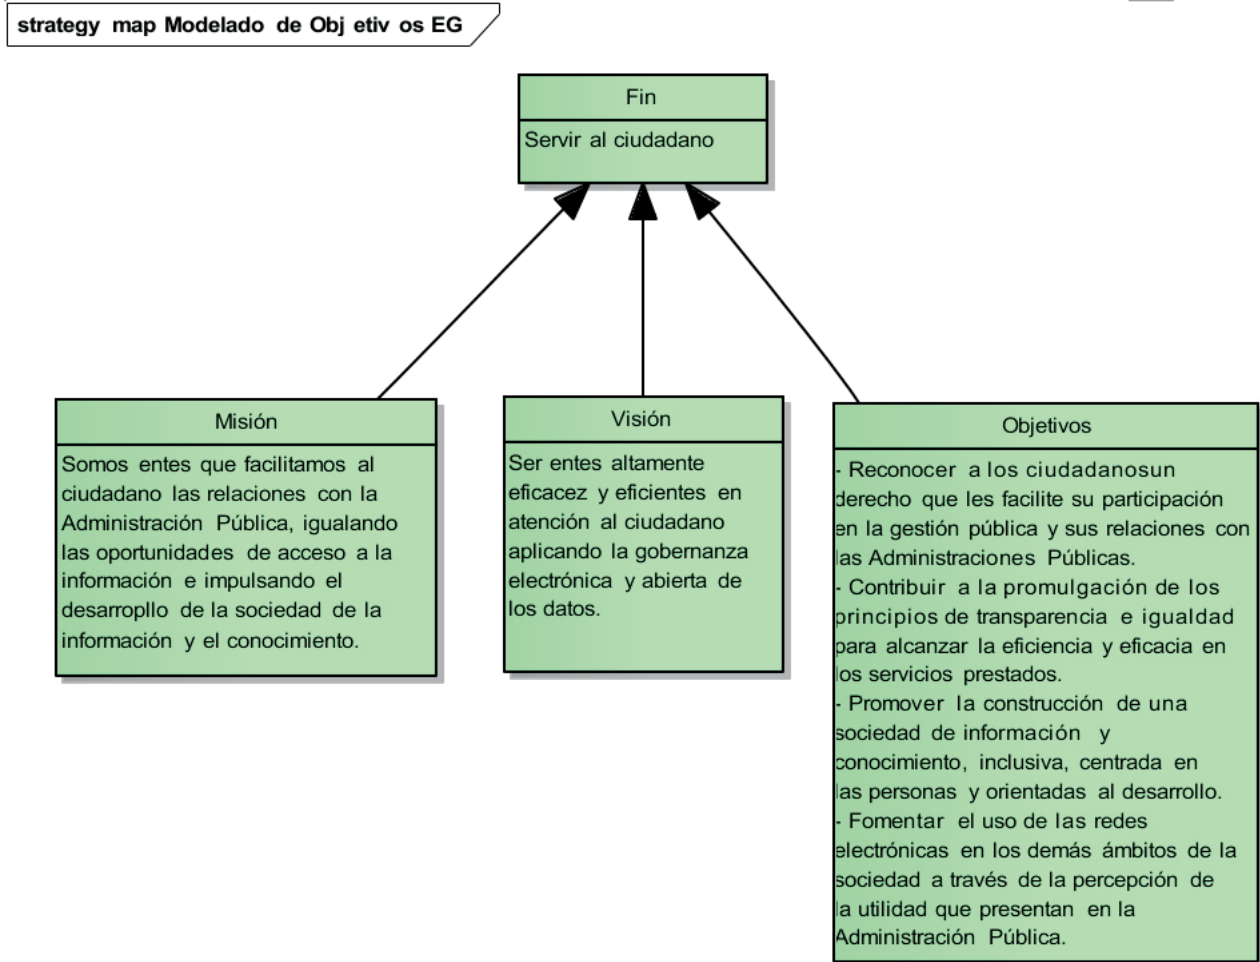 strategy map Modelado de Obj etiv os EG
Fin
Servir al ciudadano
Misión
Somos entes que facilitamos al
ciudadano las relaciones con la
Administración Pública, igualando
las oportunidades de acceso a la
información e impulsando el
desarropllo de la sociedad de la
información y el conocimiento.
Visión
Ser entes altamente
eficacez y eficientes en
atención al ciudadano
aplicando la gobernanza
electrónica y abierta de
los datos.
Objetivos
- Reconocer a los ciudadanosun
derecho que les facilite su participación
en la gestión pública y sus relaciones con
las Administraciones Públicas.
- Contribuir a la promulgación de los
principios de transparencia e igualdad
para alcanzar la eficiencia y eficacia en
los servicios prestados.
- Promover la construcción de una
sociedad de información y
conocimiento, inclusiva, centrada en
las personas y orientadas al desarrollo.
- Fomentar el uso de las redes
electrónicas en los demás ámbitos de la
sociedad a través de la percepción de
la utilidad que presentan en la
Administración Pública.